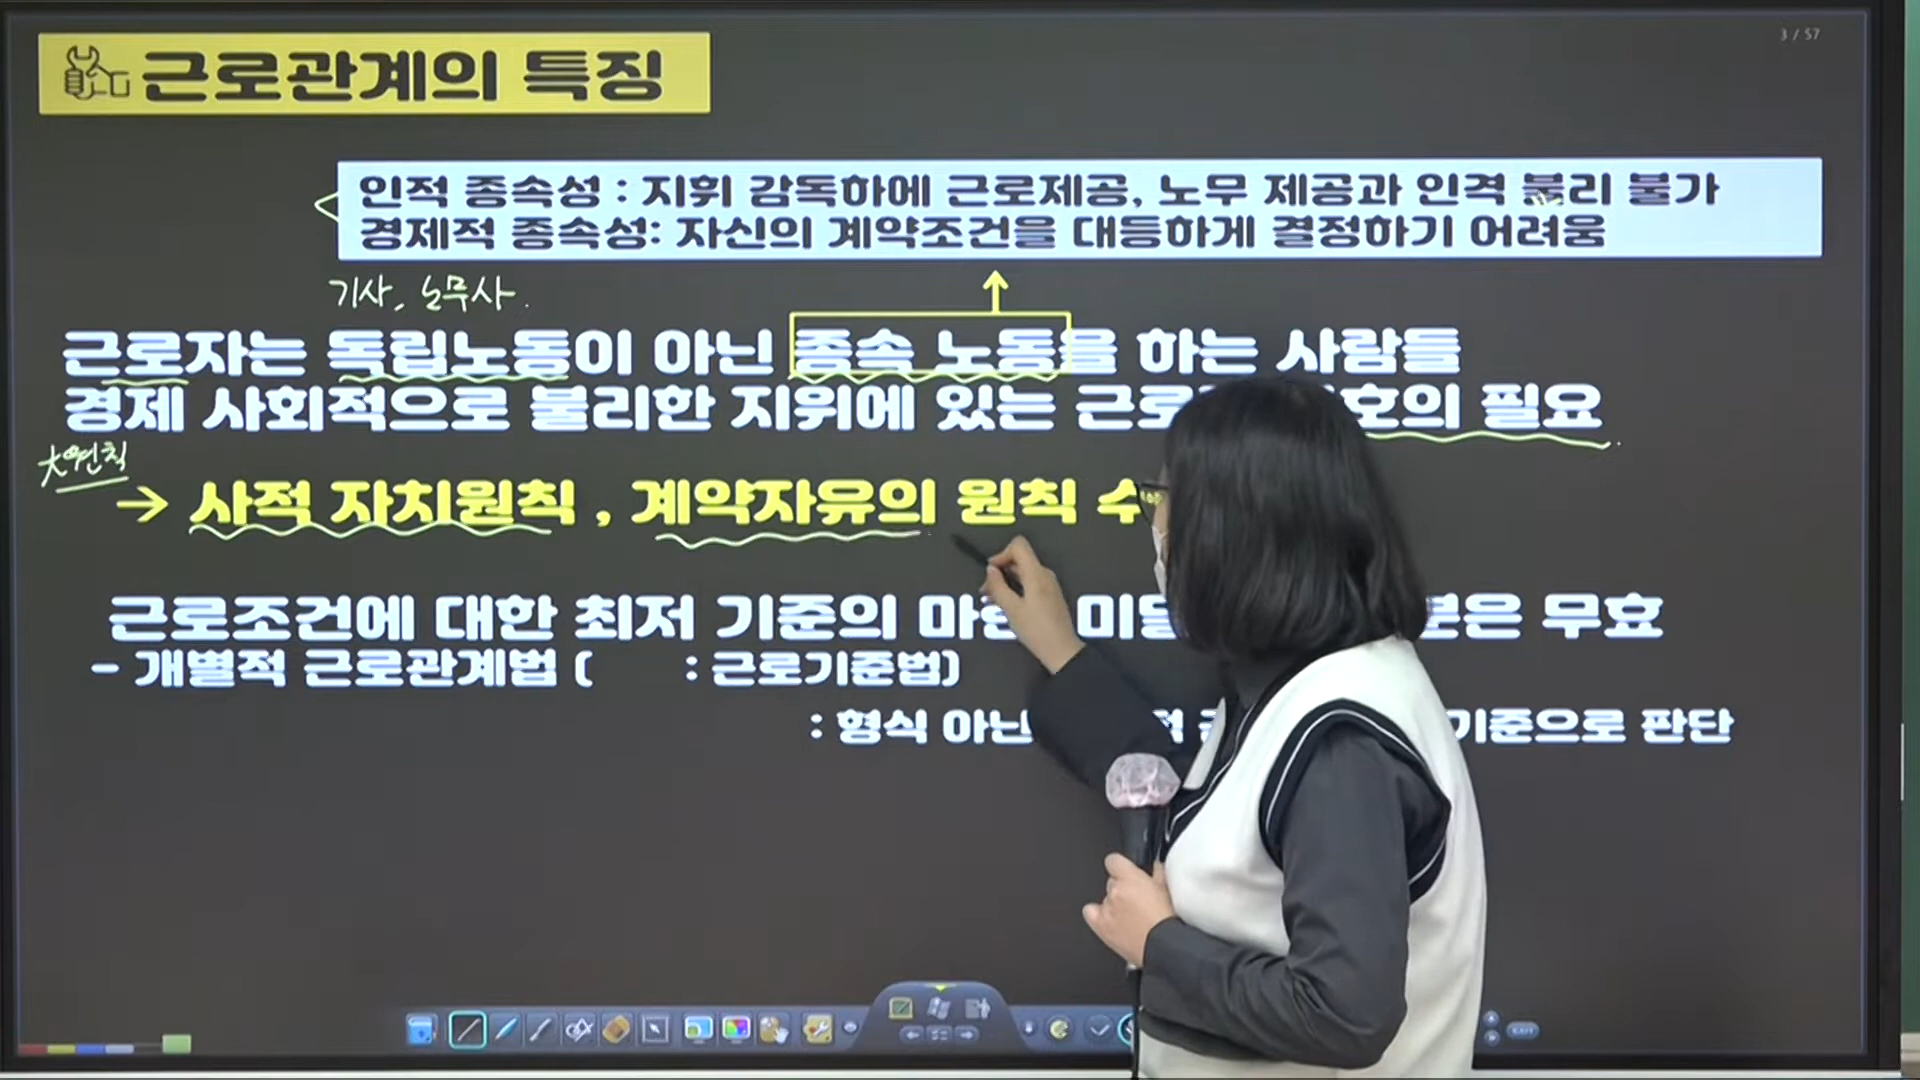 3 / 57
근로관계의 특징
인적 종속성 : 지휘 감독하에 근로제공, 노무 제공과 인격 불리 불가
경제적 종속성: 자신의 계약조건을 대등하게 결정하기 어려움
기사, 노무사.
근로자는 독립노동이 아닌 종속 노동을 하는 사람들
경제 사회적으로 불리한 지위에 있는 근로 호의 필요
大원칙
→ 사적 자치원칙 , 계약자유의 원칙 수
근로조건에 대한 최저 기준의 미 은 무효
- 개별적 근로관계법 ( : 근로기준법)
: 형식 아닌 기준으로 판단
EXIT